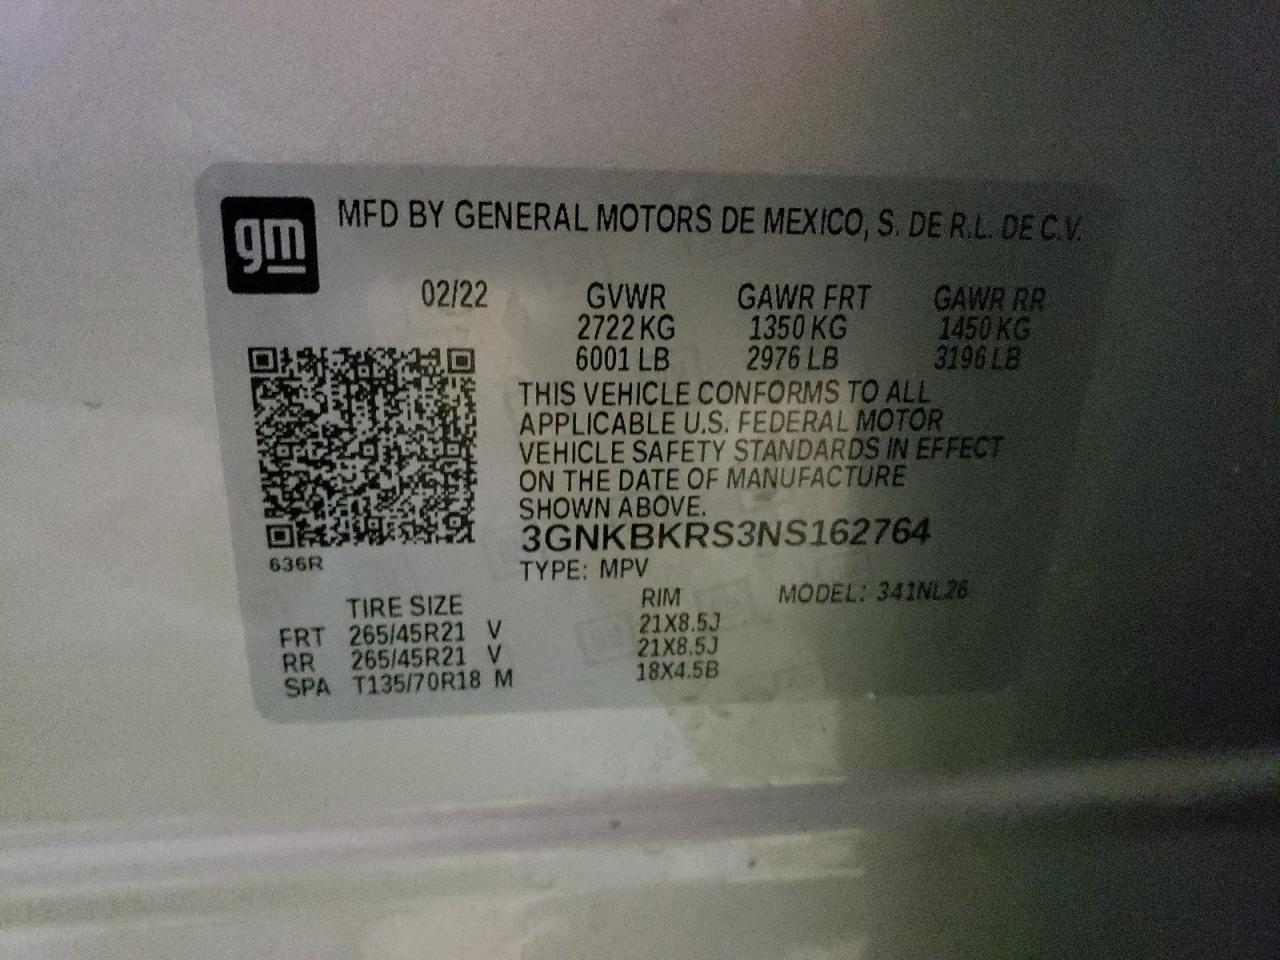 gm
MFD BY GENERAL MOTORS DE MEXICO, S. DE R.L. DE C.V.
02/22 GVWR GAWR FRT GAWR RR
2722 KG 1350 KG 1450 KG
6001 LB 2976 LB 3196 LB
THIS VEHICLE CONFORMS TO ALL
APPLICABLE U.S. FEDERAL MOTOR
VEHICLE SAFETY STANDARDS IN EFFECT
ON THE DATE OF MANUFACTURE
SHOWN ABOVE.
3GNKBKRS3NS162764
636R
TYPE: MPV
TIRE SIZE RIM MODEL: 341NL26
FRT 265/45R21 V 21X8.5J
RR 265/45R21 V 21X8.5J
SPA T135/70R18 M 18X4.5B